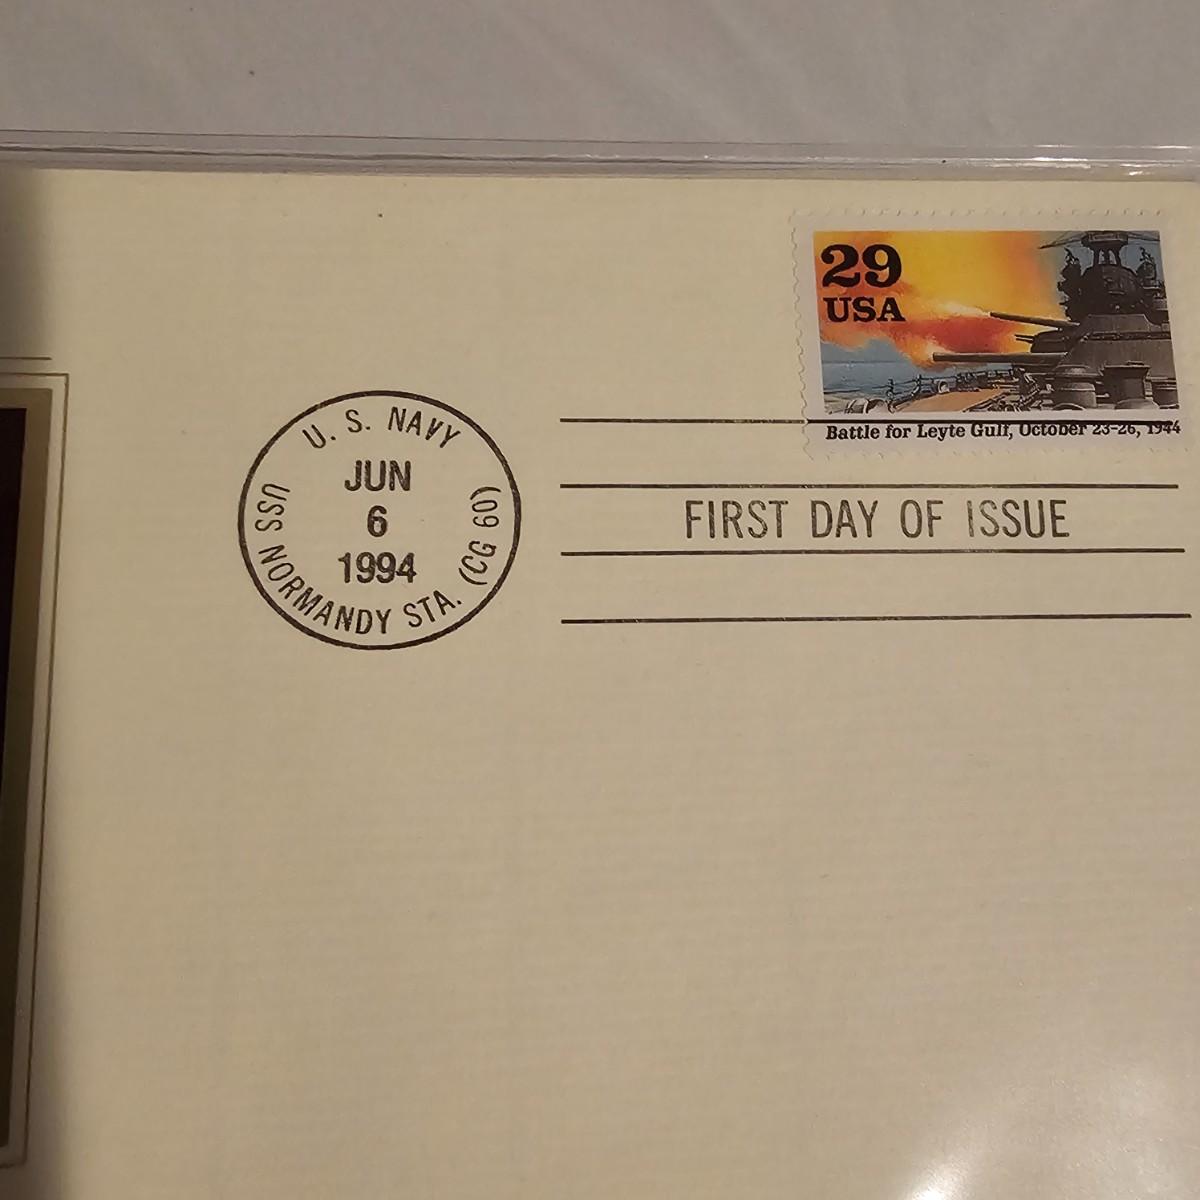 29
USA
Battle for Leyte Gulf, October 23-26, 1944
U. S. NAVY
JUN
6
1994
USS NORMANDY STA. (CG 60)
FIRST DAY OF ISSUE